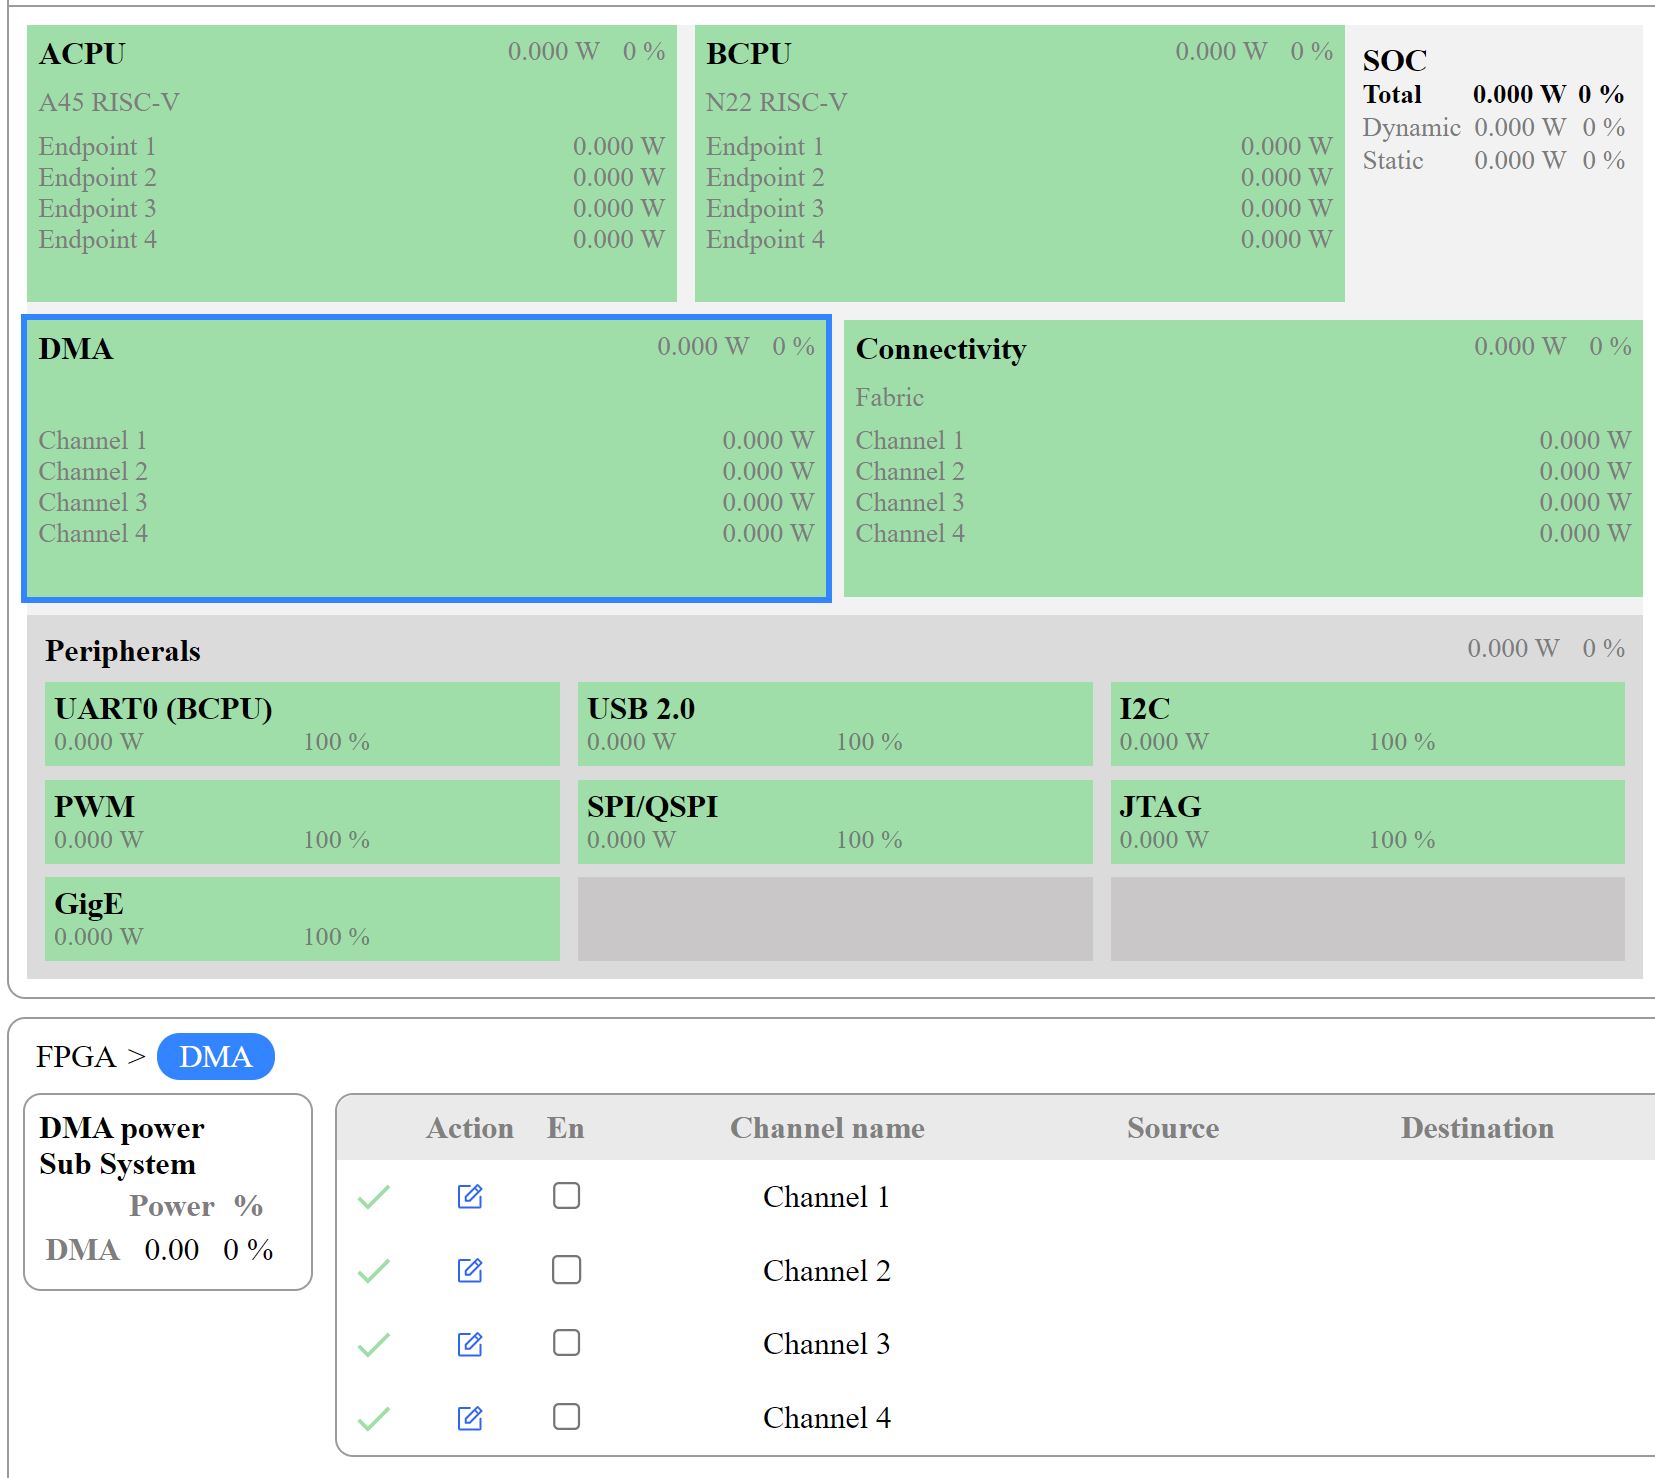 ACPU 0.000 W 0 %
A45 RISC-V
Endpoint 1 0.000 W
Endpoint 2 0.000 W
Endpoint 3 0.000 W
Endpoint 4 0.000 W
BCPU 0.000 W 0 %
N22 RISC-V
Endpoint 1 0.000 W
Endpoint 2 0.000 W
Endpoint 3 0.000 W
Endpoint 4 0.000 W
SOC
Total 0.000 W 0 %
Dynamic 0.000 W 0 %
Static 0.000 W 0 %
DMA 0.000 W 0 %
Channel 1 0.000 W
Channel 2 0.000 W
Channel 3 0.000 W
Channel 4 0.000 W
Connectivity 0.000 W 0 %
Fabric
Channel 1 0.000 W
Channel 2 0.000 W
Channel 3 0.000 W
Channel 4 0.000 W
Peripherals 0.000 W 0 %
UART0 (BCPU)
0.000 W 100 %
USB 2.0
0.000 W 100 %
I2C
0.000 W 100 %
PWM
0.000 W 100 %
SPI/QSPI
0.000 W 100 %
JTAG
0.000 W 100 %
GigE
0.000 W 100 %
FPGA > DMA
DMA power
Sub System
Power %
DMA 0.00 0 %
Action En Channel name Source Destination
Channel 1
Channel 2
Channel 3
Channel 4